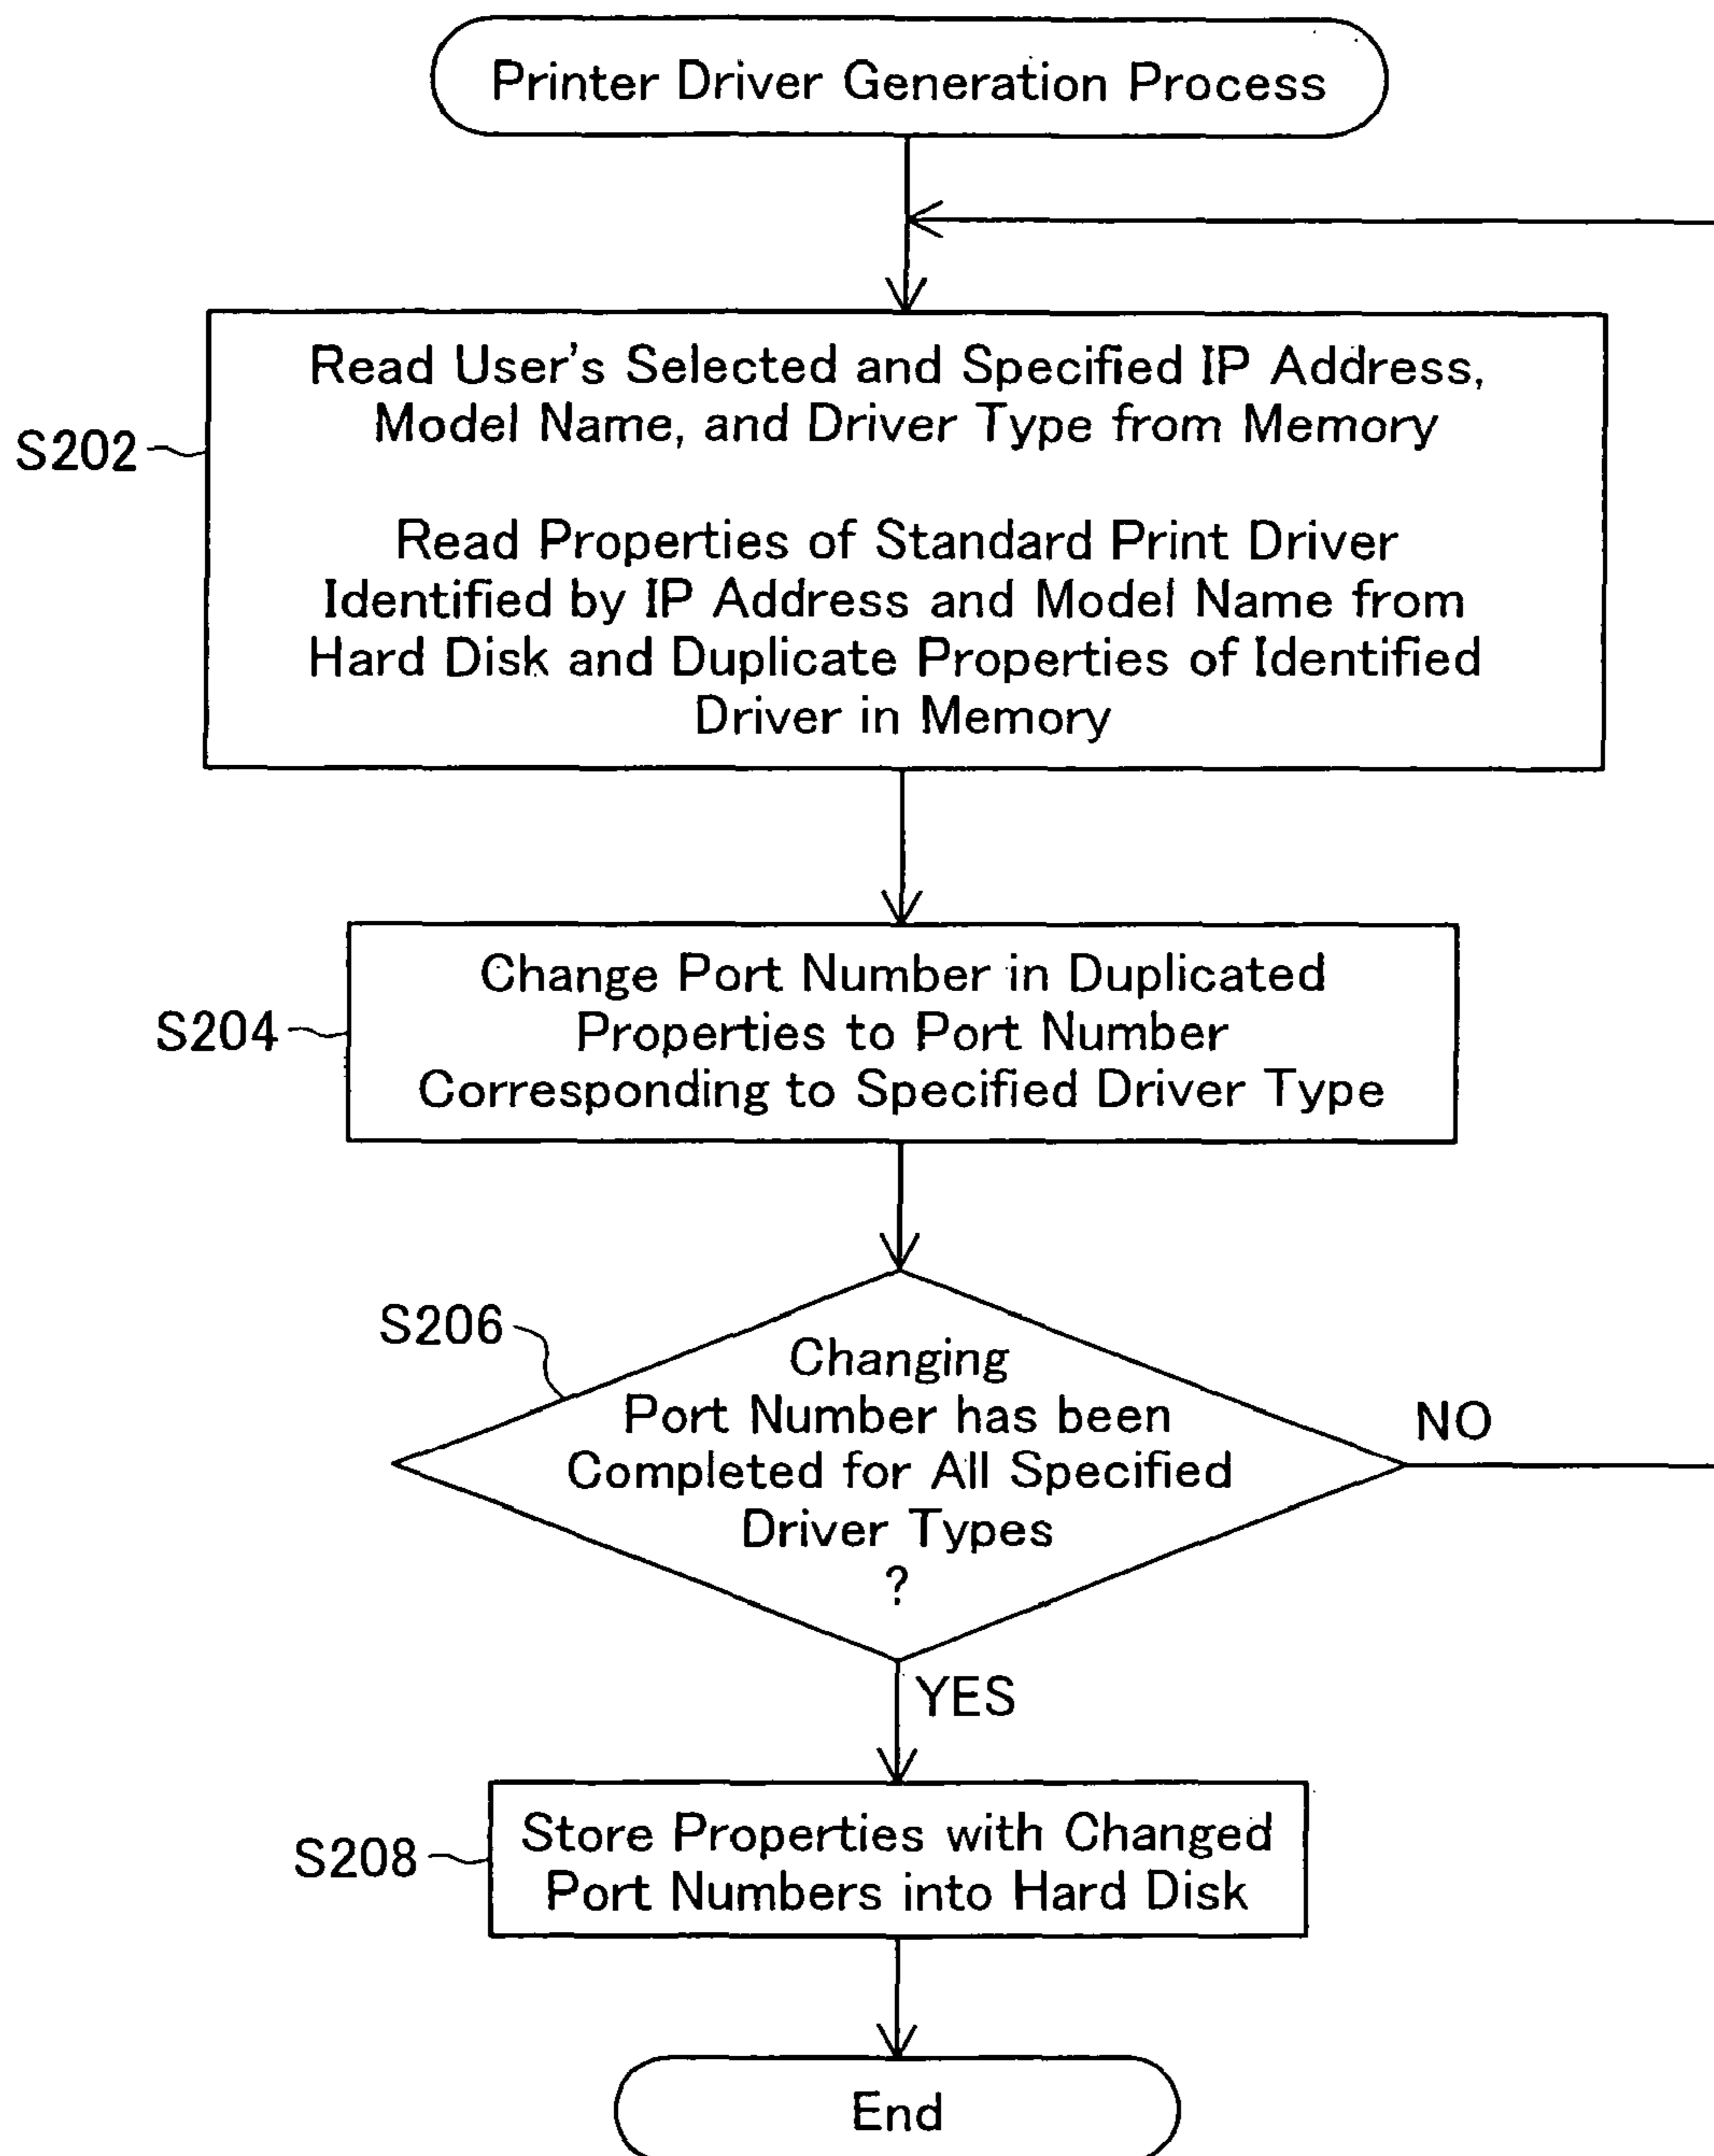 Printer Driver Generation Process
Read User's Selected and Specified IP Address,
Model Name, and Driver Type from Memory
S202
Read Properties of Standard Print Driver
Identified by IP Address and Model Name from
Hard Disk and Duplicate Properties of Identified
Driver in Memory
Change Port Number in Duplicated
S204
Properties to Port Number
Corresponding to Specified Driver Type
S206
Changing
Port Number has been
NO
Completed for All Specified
Driver Types
?
YES
Store Properties with Changed
S208
Port Numbers into Hard Disk
End